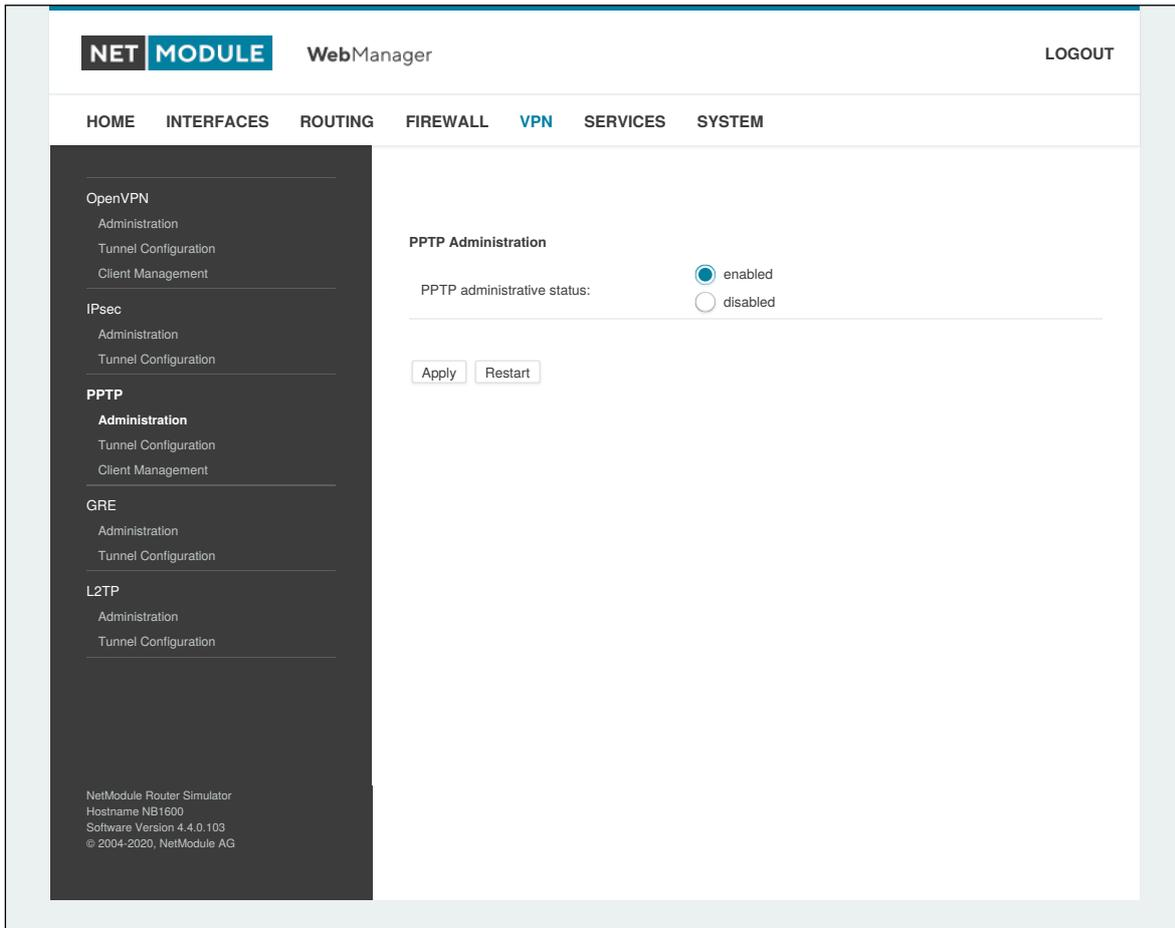 NET MODULE WebManager LOGOUT
HOME INTERFACES ROUTING FIREWALL VPN SERVICES SYSTEM
OpenVPN
Administration
Tunnel Configuration
Client Management
IPsec
Administration
Tunnel Configuration
PPTP
Administration
Tunnel Configuration
Client Management
GRE
Administration
Tunnel Configuration
L2TP
Administration
Tunnel Configuration
NetModule Router Simulator
Hostname NB1600
Software Version 4.4.0.103
© 2004-2020, NetModule AG
PPTP Administration
PPTP administrative status:
enabled
disabled
Apply Restart